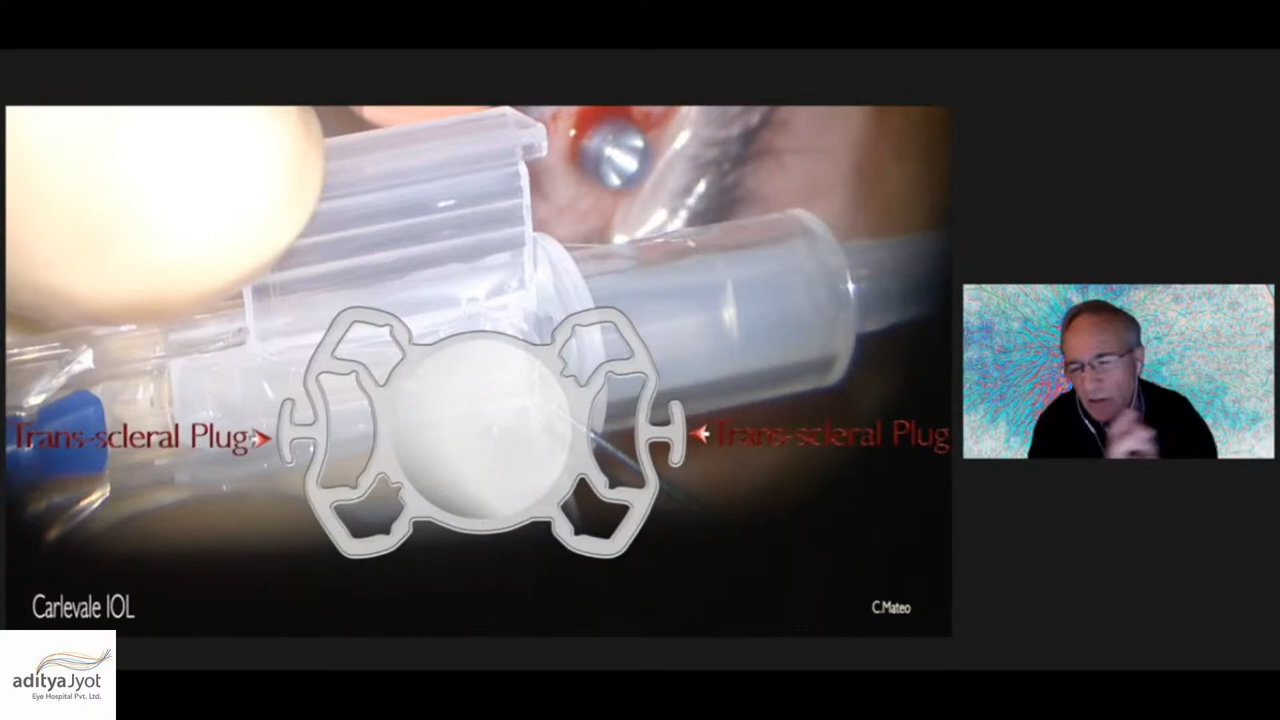 Trans-scleral Plug
Trans-scleral Plug
Carlevale IOL
C.Mateo
adityaJyot
Eye Hospital Pvt. Ltd.